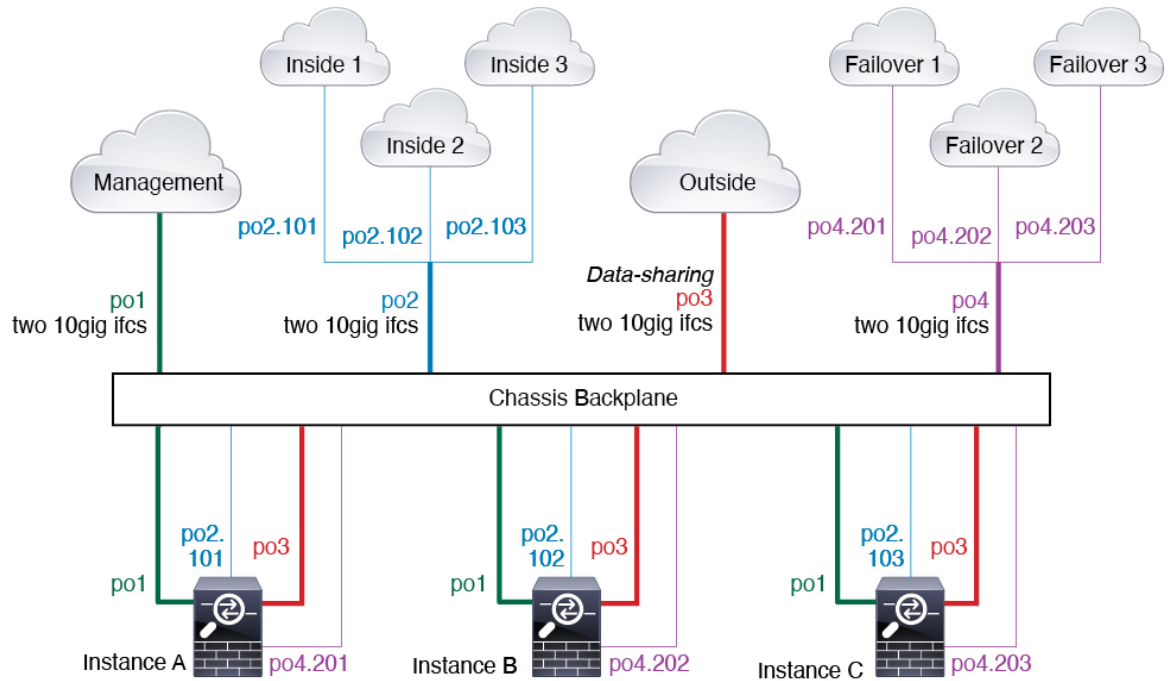 Inside 1
Inside 3
Failover 1
Failover 3
Inside 2
Failover 2
Management
Outside
po2.101
po2.102
po2.103
po4.201
po4.202
po4.203
po1
two 10gig ifcs
po2
two 10gig ifcs
Data-sharing
po3
two 10gig ifcs
po4
two 10gig ifcs
Chassis Backplane
po2.
101
po3
po1
Instance A
po4.201
po2.
102
po3
po1
Instance B
po4.202
po2.
103
po3
po1
Instance C
po4.203